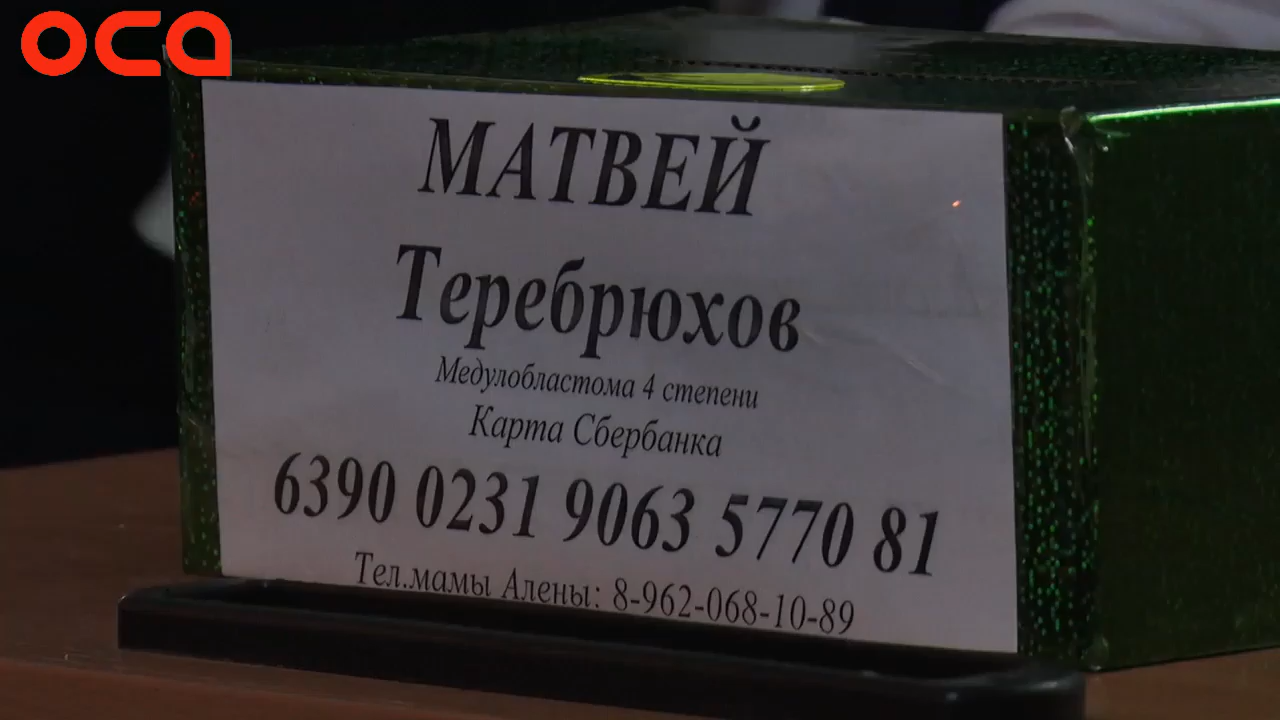 оса
МАТВЕЙ
Теребрюхов
Медулобластома 4 степени
Карта Сбербанка
6390 0231 9063 5770 81
Тел.мамы Алены: 8-962-068-10-89